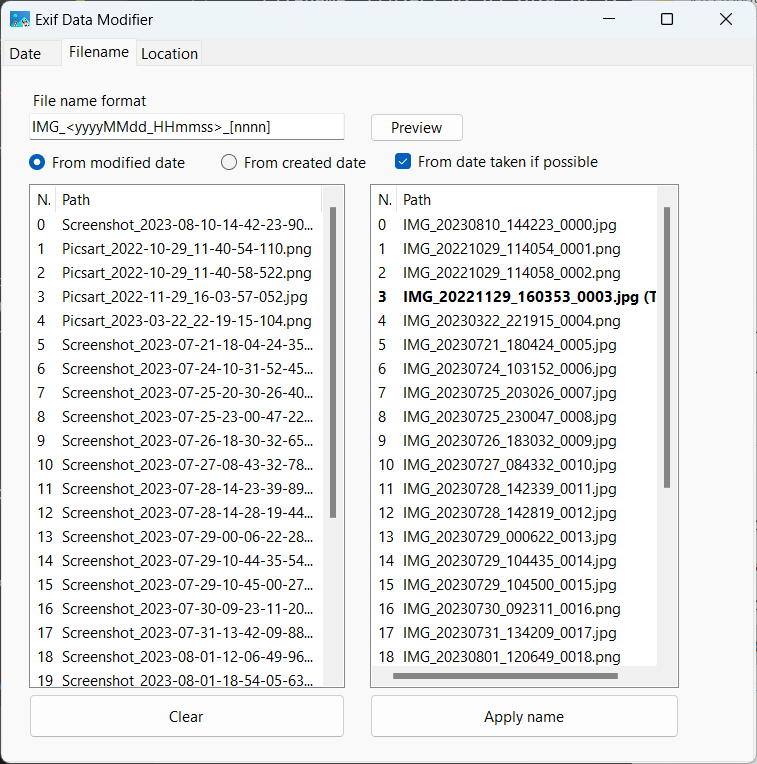 Exif Data Modifier
Date Filename Location
File name format
IMG_<yyyyMMdd_HHmmss>_[nnnn] Preview
From modified date From created date From date taken if possible
N. Path
0 Screenshot_2023-08-10-14-42-23-90...
1 Picsart_2022-10-29_11-40-54-110.png
2 Picsart_2022-10-29_11-40-58-522.png
3 Picsart_2022-11-29_16-03-57-052.jpg
4 Picsart_2023-03-22_22-19-15-104.png
5 Screenshot_2023-07-21-18-04-24-35...
6 Screenshot_2023-07-24-10-31-52-45...
7 Screenshot_2023-07-25-20-30-26-40...
8 Screenshot_2023-07-25-23-00-47-22...
9 Screenshot_2023-07-26-18-30-32-65...
10 Screenshot_2023-07-27-08-43-32-78...
11 Screenshot_2023-07-28-14-23-39-89...
12 Screenshot_2023-07-28-14-28-19-44...
13 Screenshot_2023-07-29-00-06-22-28...
14 Screenshot_2023-07-29-10-44-35-54...
15 Screenshot_2023-07-29-10-45-00-27...
16 Screenshot_2023-07-30-09-23-11-20...
17 Screenshot_2023-07-31-13-42-09-88...
18 Screenshot_2023-08-01-12-06-49-96...
19 Screenshot_2023-08-01-18-54-05-63...
N. Path
0 IMG_20230810_144223_0000.jpg
1 IMG_20221029_114054_0001.png
2 IMG_20221029_114058_0002.png
3 IMG_20221129_160353_0003.jpg (T
4 IMG_20230322_221915_0004.png
5 IMG_20230721_180424_0005.jpg
6 IMG_20230724_103152_0006.jpg
7 IMG_20230725_203026_0007.jpg
8 IMG_20230725_230047_0008.jpg
9 IMG_20230726_183032_0009.jpg
10 IMG_20230727_084332_0010.jpg
11 IMG_20230728_142339_0011.jpg
12 IMG_20230728_142819_0012.jpg
13 IMG_20230729_000622_0013.jpg
14 IMG_20230729_104435_0014.jpg
15 IMG_20230729_104500_0015.jpg
16 IMG_20230730_092311_0016.png
17 IMG_20230731_134209_0017.jpg
18 IMG_20230801_120649_0018.png
Clear Apply name